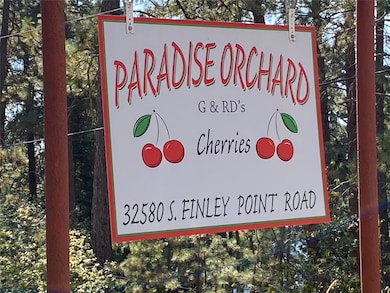 PARADISE ORCHARD
G & RD's
Cherries
32580 S. FINLEY POINT ROAD